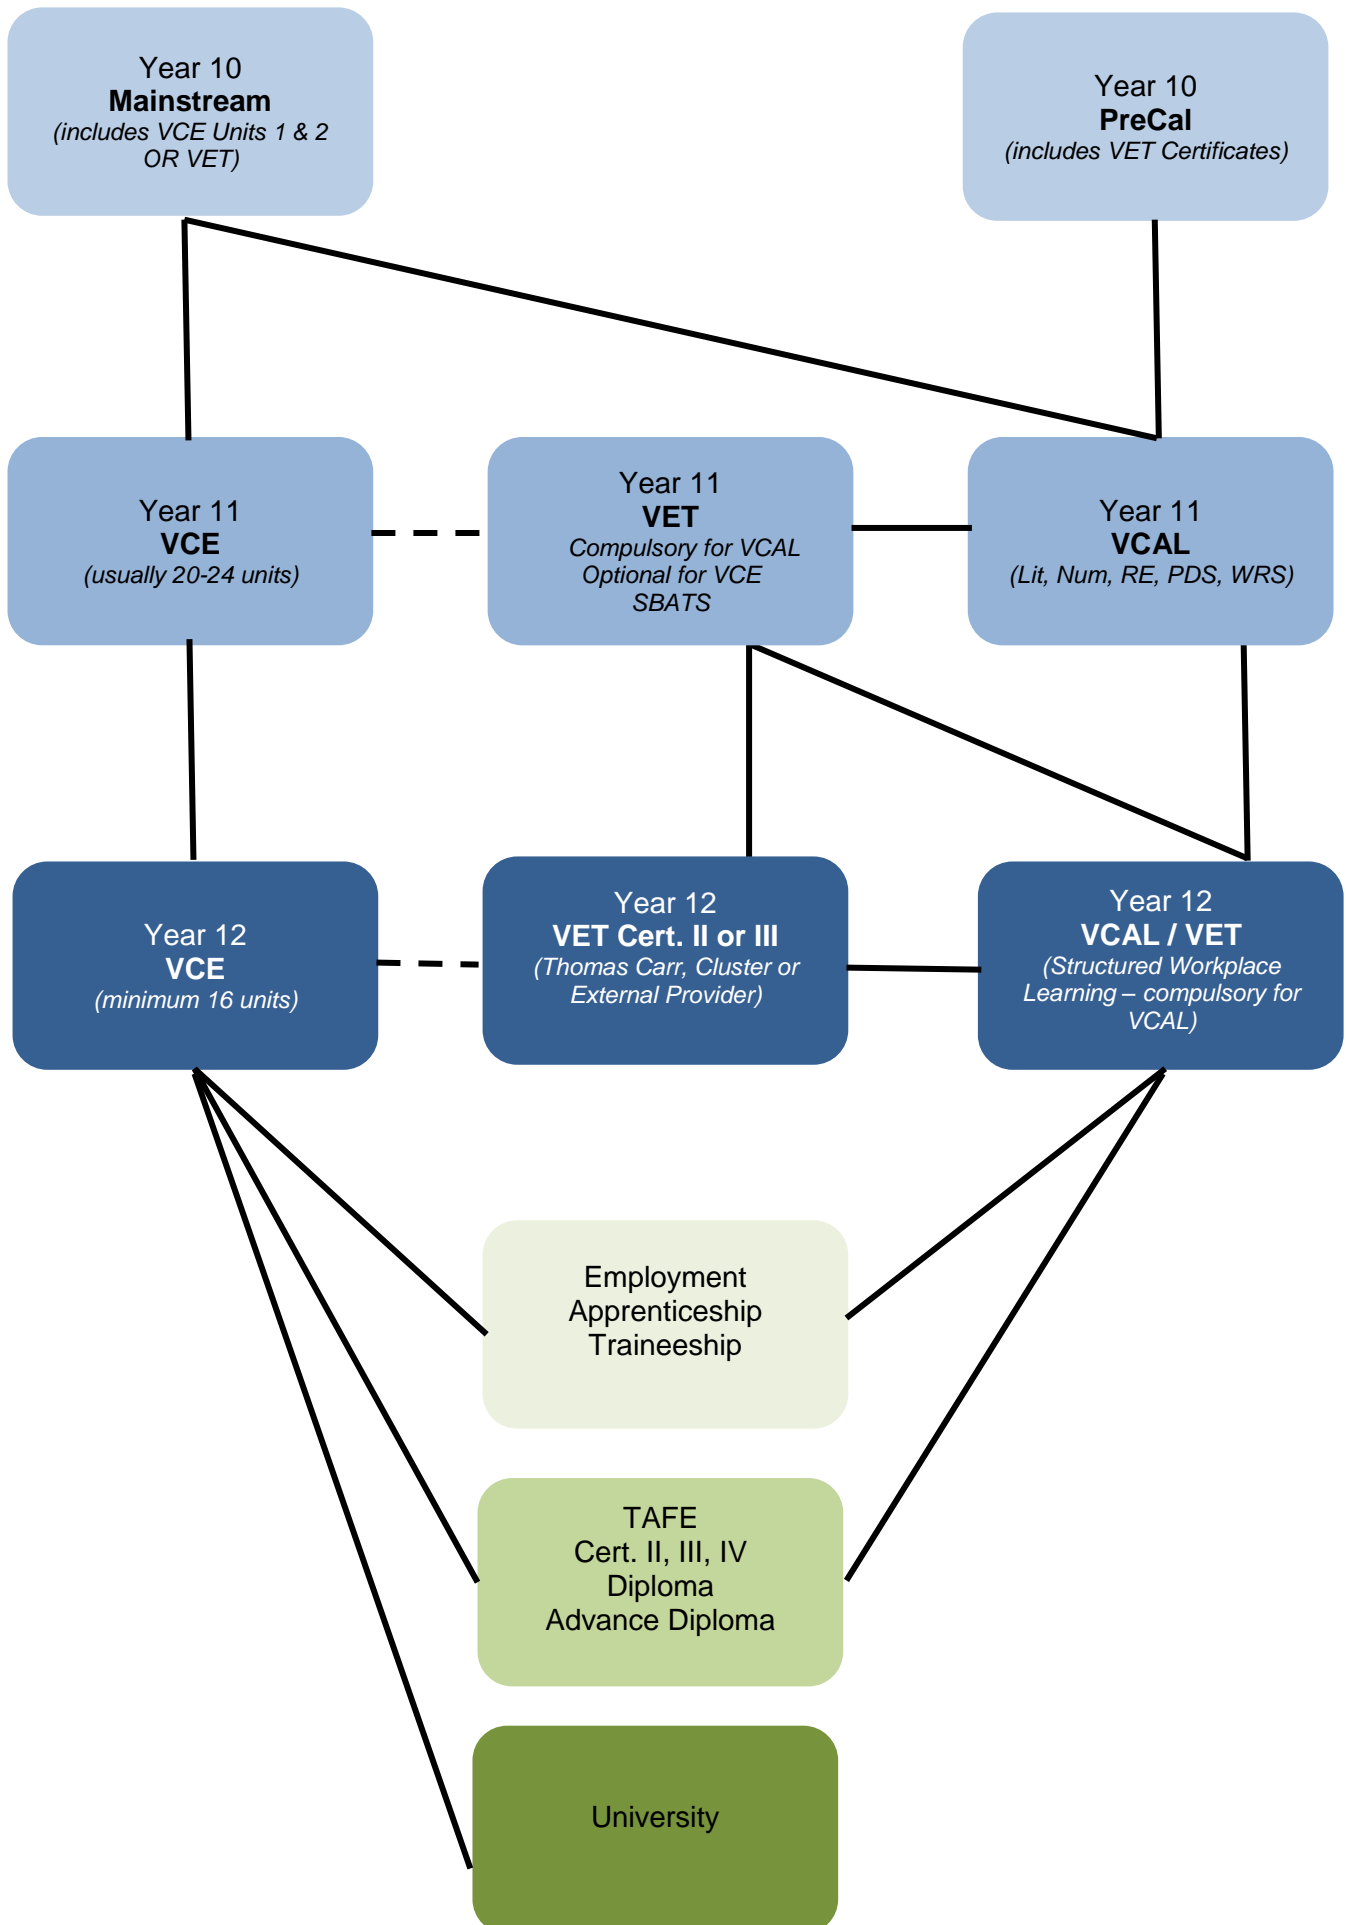 Year 10
Mainstream
(includes VCE Units 1 & 2
OR VET)
Year 10
PreCal
(includes VET Certificates)
Year 11
VCE
(usually 20-24 units)
Year 11
VET
Compulsory for VCAL
Optional for VCE
SBATS
Year 11
VCAL
(Lit, Num, RE, PDS, WRS)
Year 12
VCE
(minimum 16 units)
Year 12
VET Cert. II or III
(Thomas Carr, Cluster or
External Provider)
Year 12
VCAL / VET
(Structured Workplace
Learning – compulsory for
VCAL)
Employment
Apprenticeship
Traineeship
TAFE
Cert. II, III, IV
Diploma
Advance Diploma
University